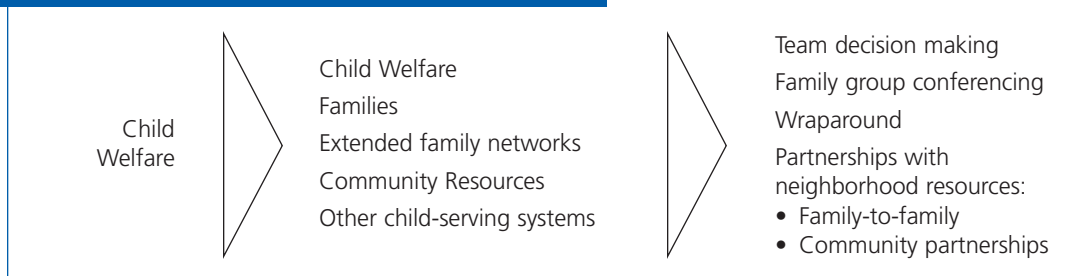 Child
Welfare
Child Welfare
Families
Extended family networks
Community Resources
Other child-serving systems
Team decision making
Family group conferencing
Wraparound
Partnerships with
neighborhood resources:
• Family-to-family
• Community partnerships